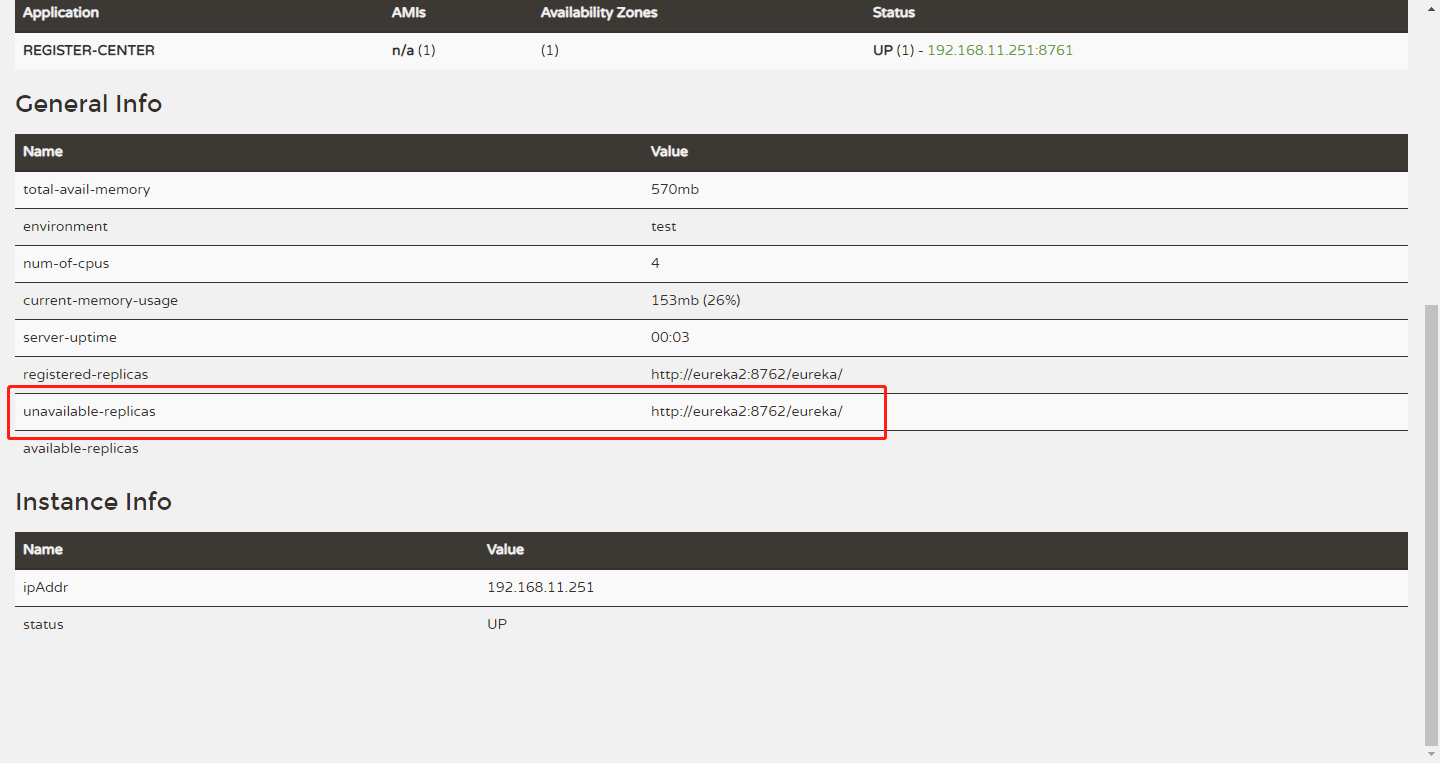 Application AMIs Availability Zones Status
REGISTER-CENTER n/a (1) (1) UP (1) - 192.168.11.251:8761
General Info
Name Value
total-avail-memory 570mb
environment test
num-of-cpus 4
current-memory-usage 153mb (26%)
server-uptime 00:03
registered-replicas http://eureka2:8762/eureka/
unavailable-replicas http://eureka2:8762/eureka/
available-replicas
Instance Info
Name Value
ipAddr 192.168.11.251
status UP